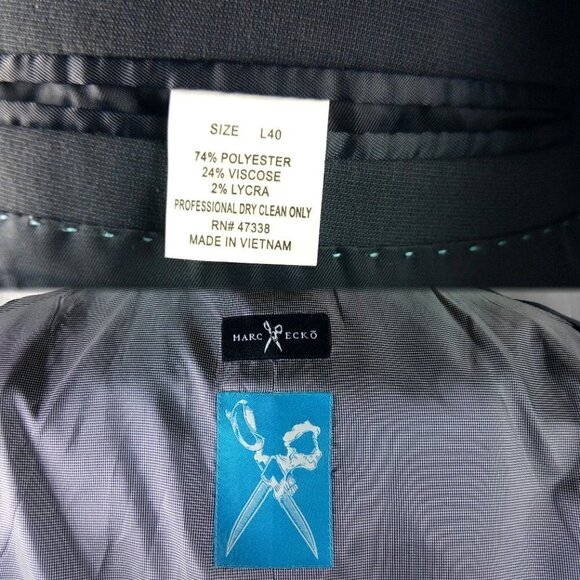 SIZE L40
74% POLYESTER
24% VISCOSE
2% LYCRA
PROFESSIONAL DRY CLEAN ONLY
RN# 47338
MADE IN VIETNAM
MARC ECKŌ